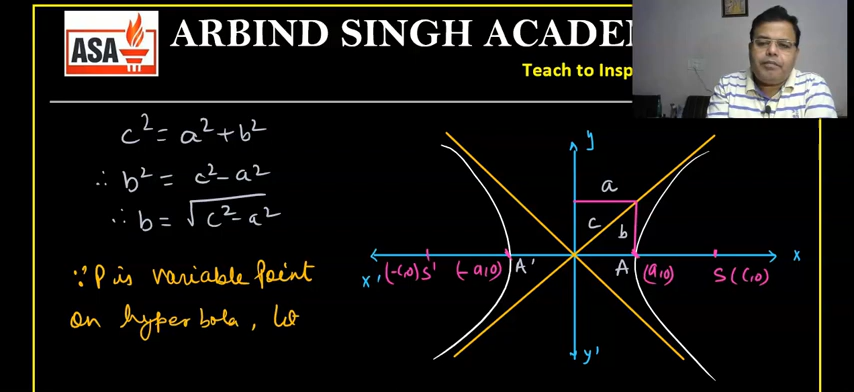 ASA
ARBIND SINGH ACADE
Teach to Insp
c² = a² + b²
∴ b² = c² - a²
∴ b = √c² - a²
∵ P is variable point
on hyperbola,
y
a
c
b
x' (-c,0) S' (-a,0) A' A (a,0) S (c,0) x
y'